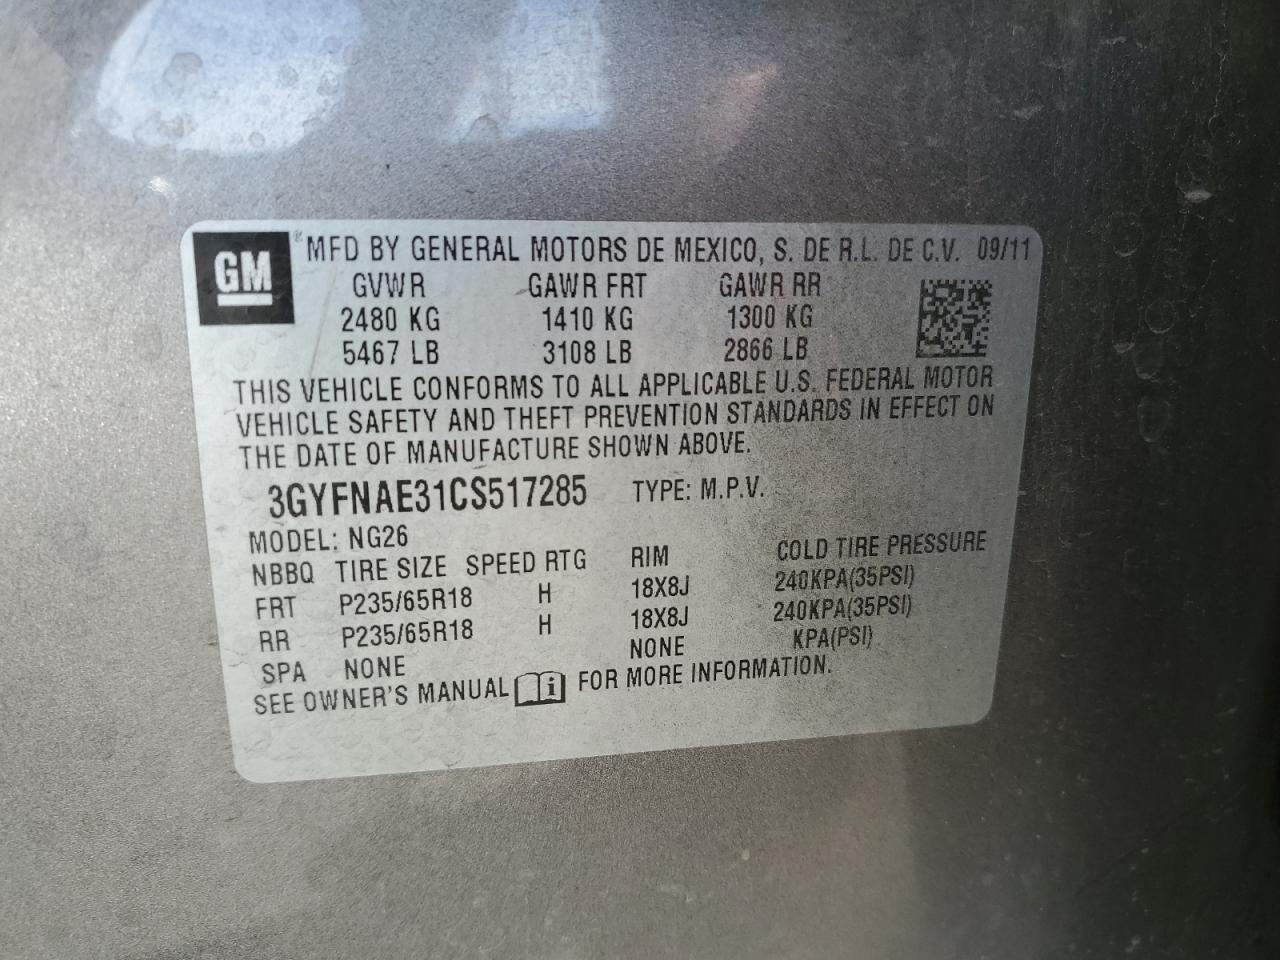 GM ® MFD BY GENERAL MOTORS DE MEXICO, S. DE R.L. DE C.V. 09/11
GVWR GAWR FRT GAWR RR
2480 KG 1410 KG 1300 KG
5467 LB 3108 LB 2866 LB
THIS VEHICLE CONFORMS TO ALL APPLICABLE U.S. FEDERAL MOTOR
VEHICLE SAFETY AND THEFT PREVENTION STANDARDS IN EFFECT ON
THE DATE OF MANUFACTURE SHOWN ABOVE.
3GYFNAE31CS517285 TYPE: M.P.V.
MODEL: NG26
NBBQ TIRE SIZE SPEED RTG RIM COLD TIRE PRESSURE
FRT P235/65R18 H 18X8J 240KPA(35PSI)
RR P235/65R18 H 18X8J 240KPA(35PSI)
SPA NONE NONE KPA(PSI)
SEE OWNER'S MANUAL i FOR MORE INFORMATION.